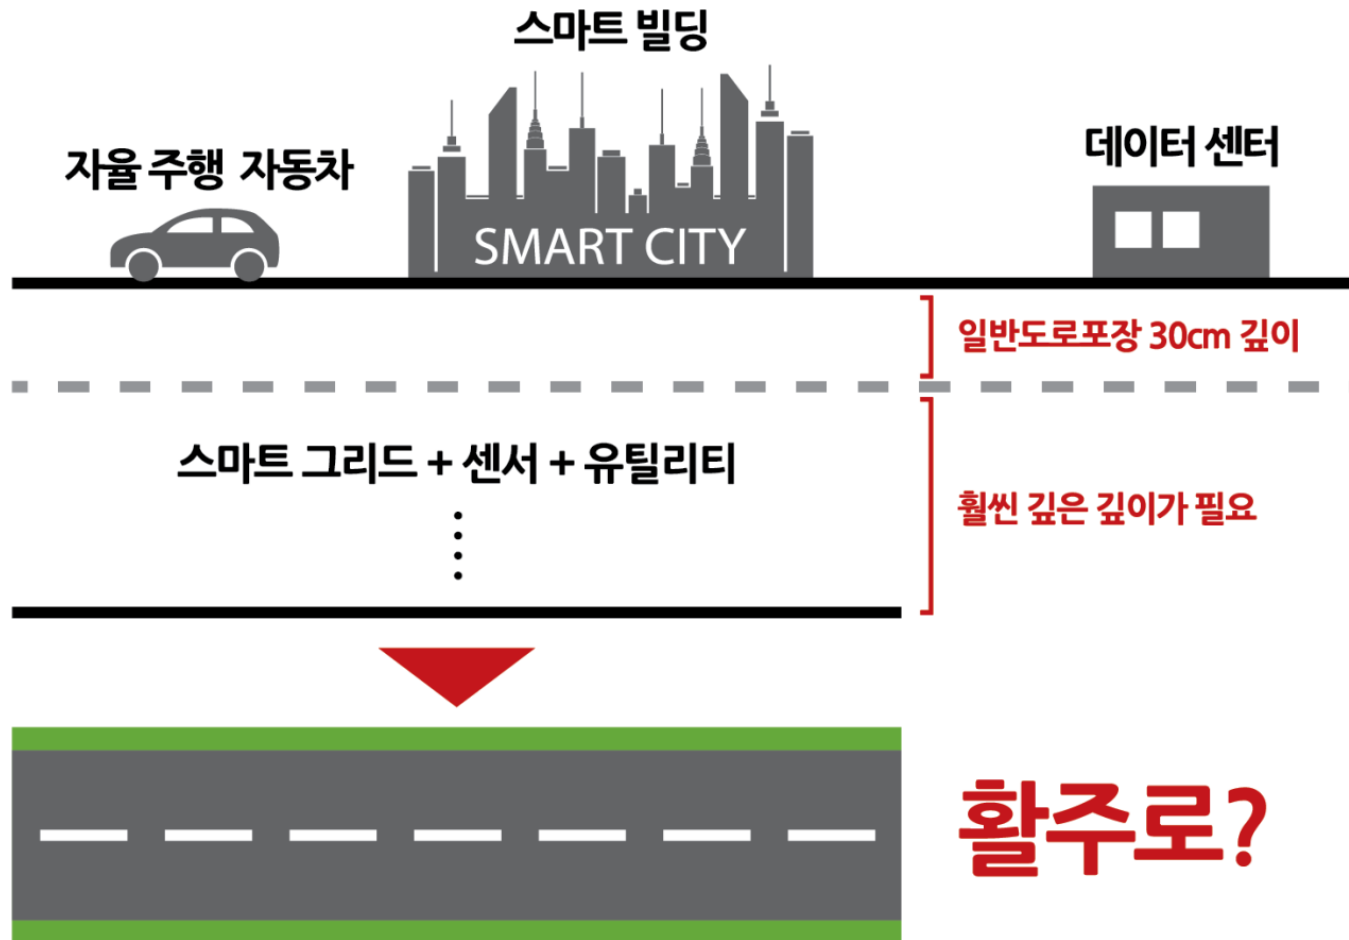 스마트 빌딩
자율 주행 자동차
데이터 센터
SMART CITY
일반도로포장 30cm 깊이
스마트 그리드 + 센서 + 유틸리티
훨씬 깊은 깊이가 필요
활주로?